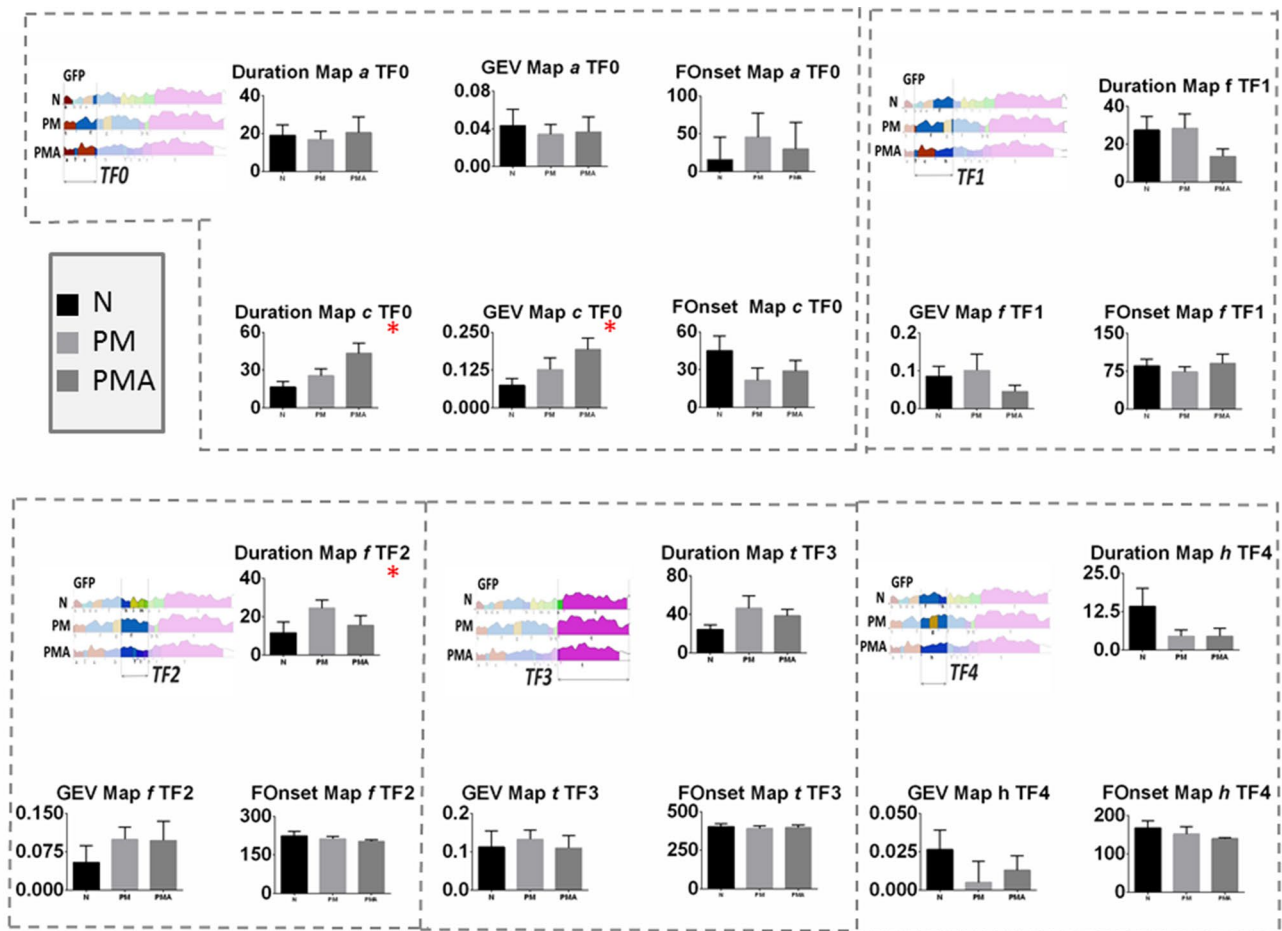 GFP
N
PM
PMA
TF0
Duration Map a TF0
40
20
0
N PM PMA
GEV Map a TF0
0.08
0.04
0.00
N PM PMA
FOnset Map a TF0
100
50
0
N PM PMA
GFP
N
PM
PMA
TF1
Duration Map f TF1
40
20
0
N PM PMA
N
PM
PMA
Duration Map c TF0
*
60
30
0
N PM PMA
GEV Map c TF0
*
0.250
0.125
0.000
N PM PMA
FOnset Map c TF0
60
30
0
N PM PMA
GEV Map f TF1
0.2
0.1
0.0
N PM PMA
FOnset Map f TF1
150
75
0
N PM PMA
GFP
N
PM
PMA
TF2
Duration Map f TF2
*
40
20
0
N PM PMA
GFP
N
PM
PMA
TF3
Duration Map t TF3
80
40
0
N PM PMA
GFP
N
PM
PMA
TF4
Duration Map h TF4
25.0
12.5
0.0
N PM PMA
GEV Map f TF2
0.150
0.075
0.000
N PM PMA
FOnset Map f TF2
300
150
0
N PM PMA
GEV Map t TF3
0.2
0.1
0.0
N PM PMA
FOnset Map t TF3
500
250
0
N PM PMA
GEV Map h TF4
0.050
0.025
0.000
N PM PMA
FOnset Map h TF4
200
100
0
N PM PMA